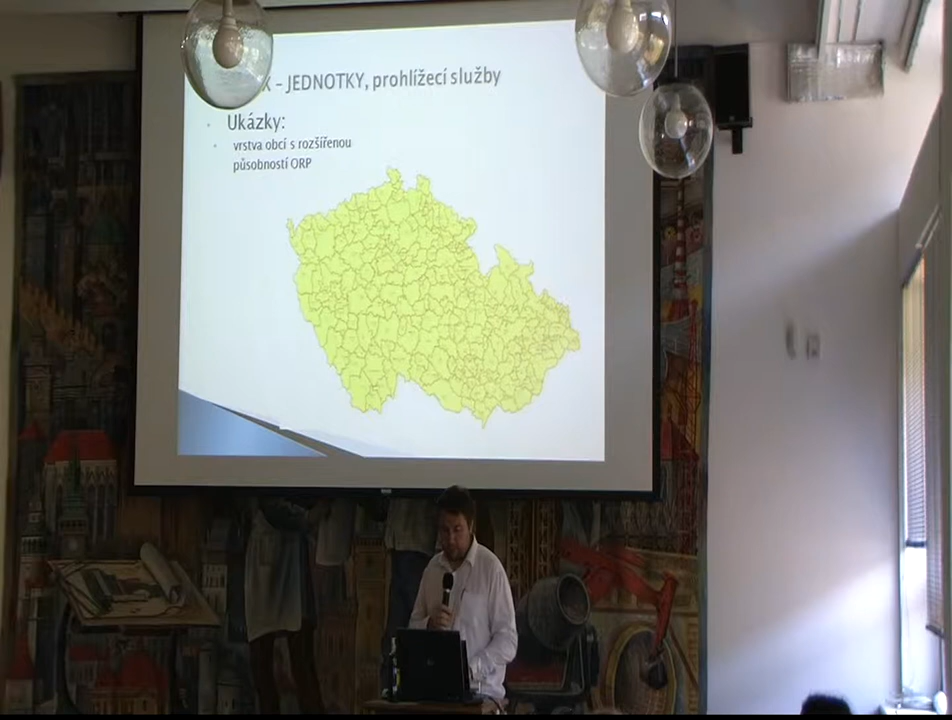 – JEDNOTKY, prohlížecí služby
Ukázky:
vrstva obcí s rozšířenou
působností ORP